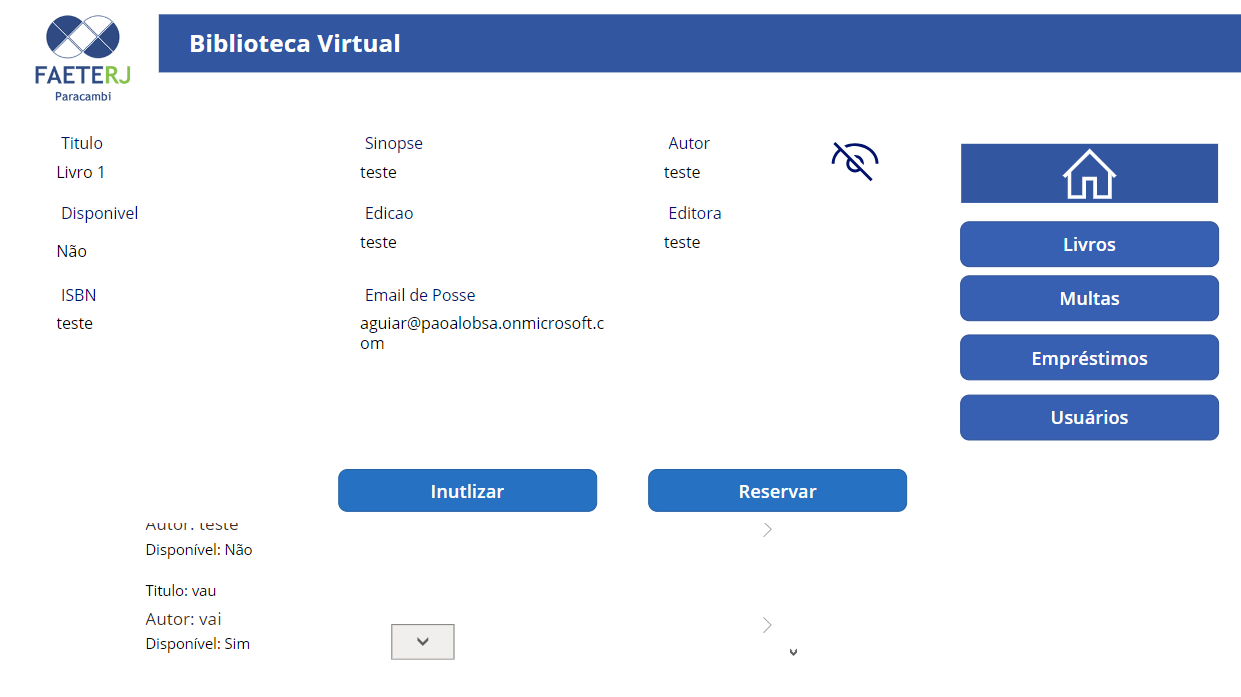 FAETERJ
Paracambi
Biblioteca Virtual
Titulo
Livro 1
Sinopse
teste
Autor
teste
Disponivel
Não
Edicao
teste
Editora
teste
ISBN
teste
Email de Posse
aguiar@paoalobsa.onmicrosoft.c
om
Livros
Multas
Empréstimos
Usuários
Inutlizar
Reservar
Autor: teste
Disponível: Não
Titulo: vau
Autor: vai
Disponível: Sim